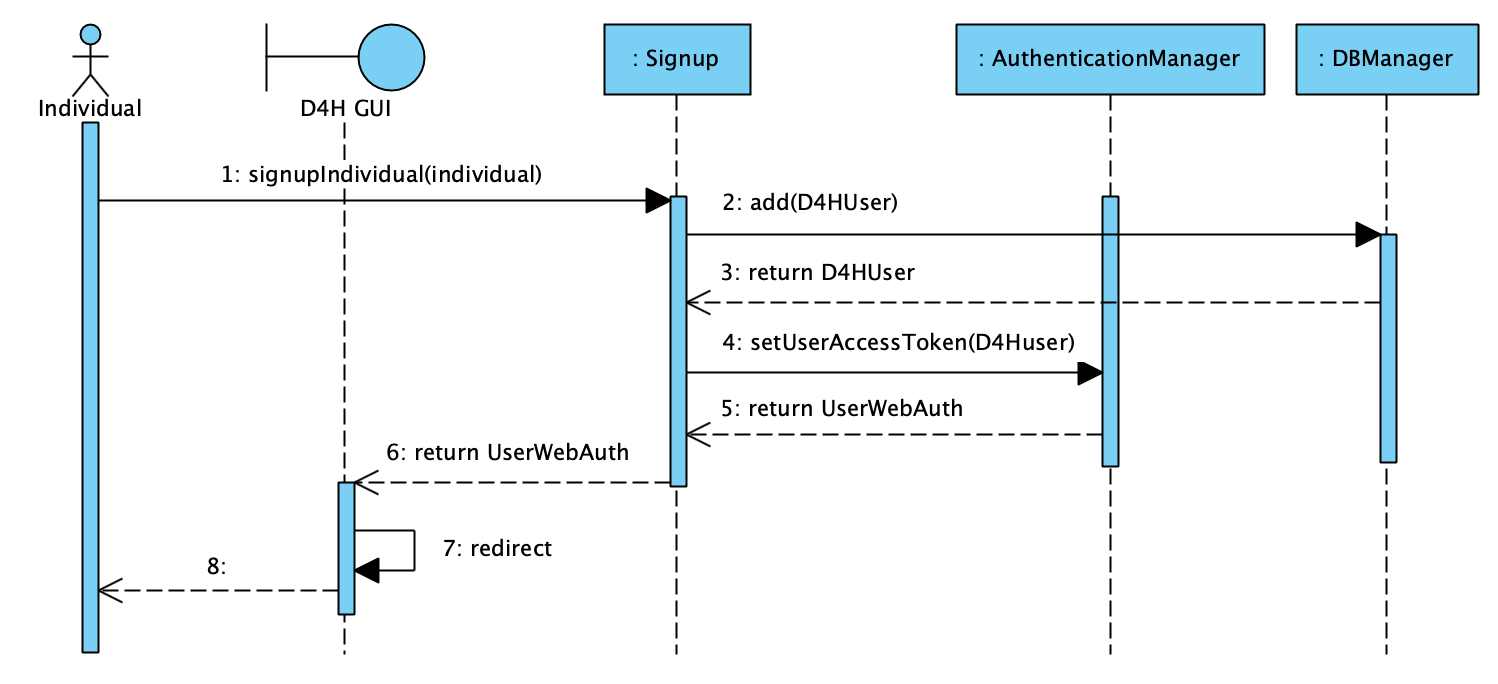 Individual
D4H GUI
: Signup
: AuthenticationManager
: DBManager
1: signupIndividual(individual)
2: add(D4HUser)
3: return D4HUser
4: setUserAccessToken(D4Huser)
5: return UserWebAuth
6: return UserWebAuth
7: redirect
8: